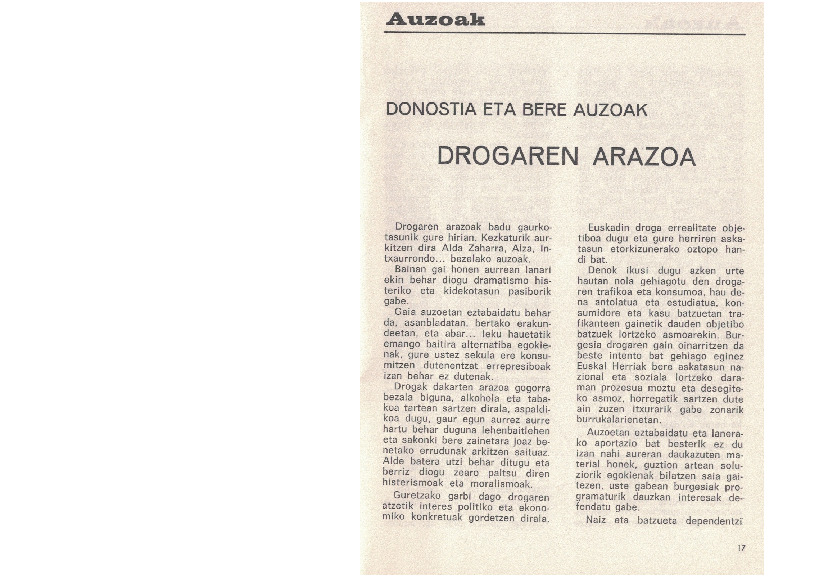 Auzoak
DONOSTIA ETA BERE AUZOAK
DROGAREN ARAZOA
Drogaren arazoak badu gaurko-
tasunik gure hirian. Kezkaturik aur-
kitzen dira Alda Zaharra, Alza, In-
txaurrondo... bezelako auzoak.
Bainan gai honen aurrean lanari
ekin behar diogu dramatismo his-
teriko eta kidekotasun pasiborik
gabe.
Gaia auzoetan eztabaidatu behar
da, asanbladatan, bertako erakun-
deetan, eta abar... leku hauetatik
emango baitira alternatiba egokie-
nak, gure ustez sekula ere konsu-
mitzen dutenentzat errepresiboak
izan behar ez dutenak.
Drogak dakarten arazoa gogorra
bezala biguna, alkohola eta taba-
koa tartean sartzen dirala, aspaldi-
koa dugu, gaur egun aurrez aurre
hartu behar duguna lehenbaitlehen
eta sakonki bere zainetara joaz be-
netako errudunak arkitzen saituaz.
Alde batera utzi behar ditugu eta
berriz diogu zearo paltsu diren
histerismoak eta moralismoak.
Guretzako garbi dago drogaren
atzetik interes politiko eta ekono-
miko konkretuak gordetzen dirala.
Euskadin droga errealitate obje-
tiboa dugu eta gure herriren aska-
tasun etorkizunerako oztopo han-
di bat.
Denok ikusi dugu azken urte
hautan nola gehiagotu den droga-
ren trafikoa eta konsumoa, hau de-
na antolatua eta estudiatua, kon-
sumidore eta kasu batzuetan tra-
fikanteen gainetik dauden objetibo
batzuek lortzeko asmoarekin. Bur-
gesia drogaren gain oinarritzen da
beste intento bat gehiago eginez
Euskal Herriak bere askatasun na-
zional eta soziala lortzeko dara-
man prozesua moztu eta desegite-
ko asmoz, horregatik sartzen dute
ain zuzen itxurarik gabe zonarik
burrukalarienetan.
Auzoetan eztabaidatu eta lanera-
ko aportazio bat besterik ez du
izan nahi aureran daukazuten ma-
terial honek, guztion artean solu-
ziorik egokienak bilatzen saia gai-
tezen, uste gabean burgesiak pro-
gramaturik dauzkan interesak de-
fendatu gabe.
Naiz eta batzueta dependentzi
17